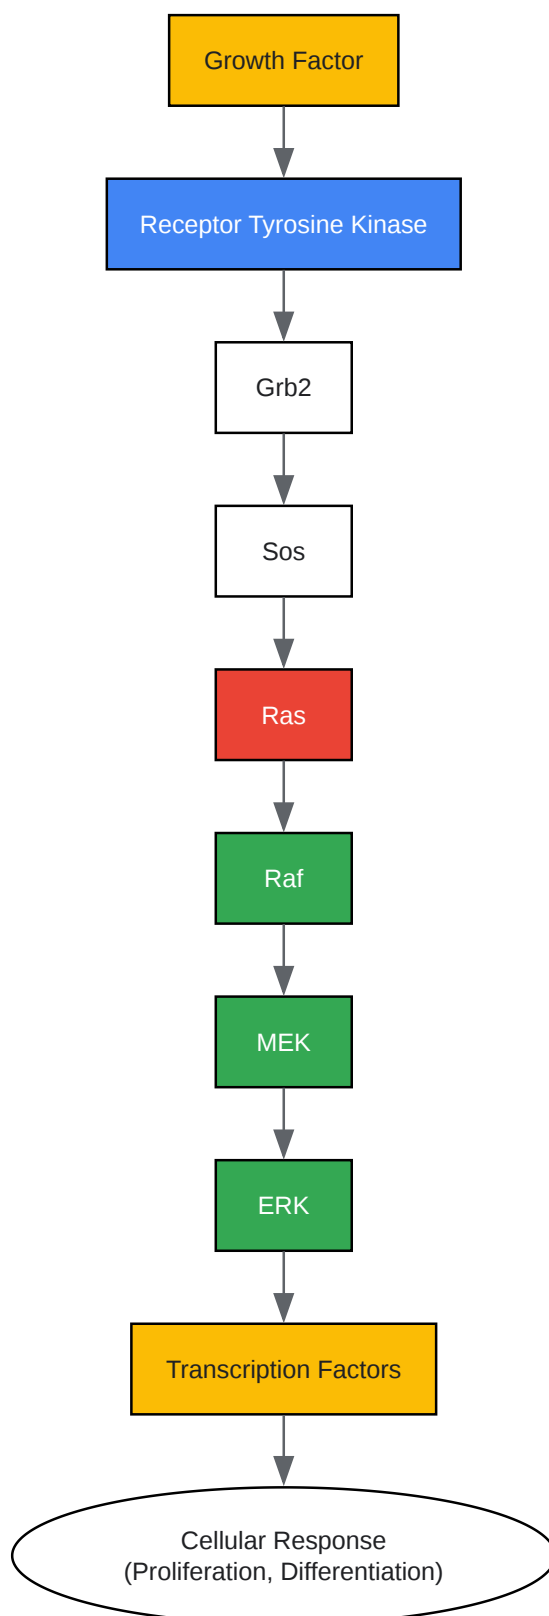 Growth Factor
Receptor Tyrosine Kinase
Grb2
Sos
Ras
Raf
MEK
ERK
Transcription Factors
Cellular Response
(Proliferation, Differentiation)